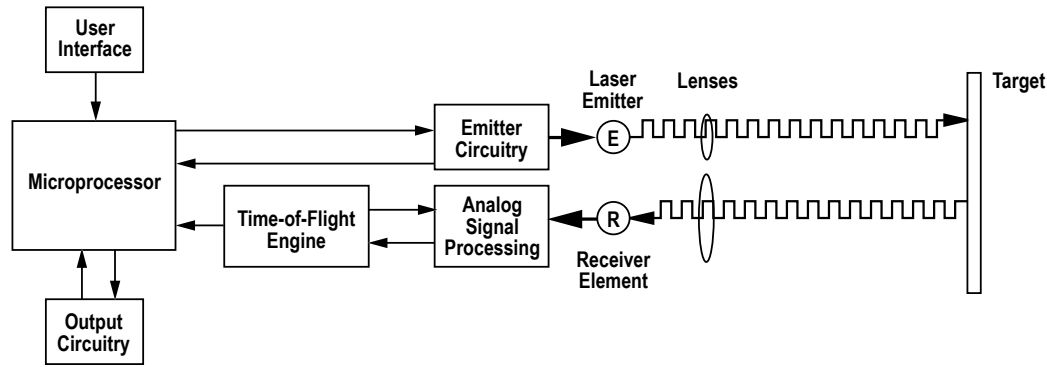 User
Interface
Laser
Emitter
Lenses
Target
Emitter
Circuitry
E
Microprocessor
Time-of-Flight
Engine
Analog
Signal
Processing
R
Receiver
Element
Output
Circuitry